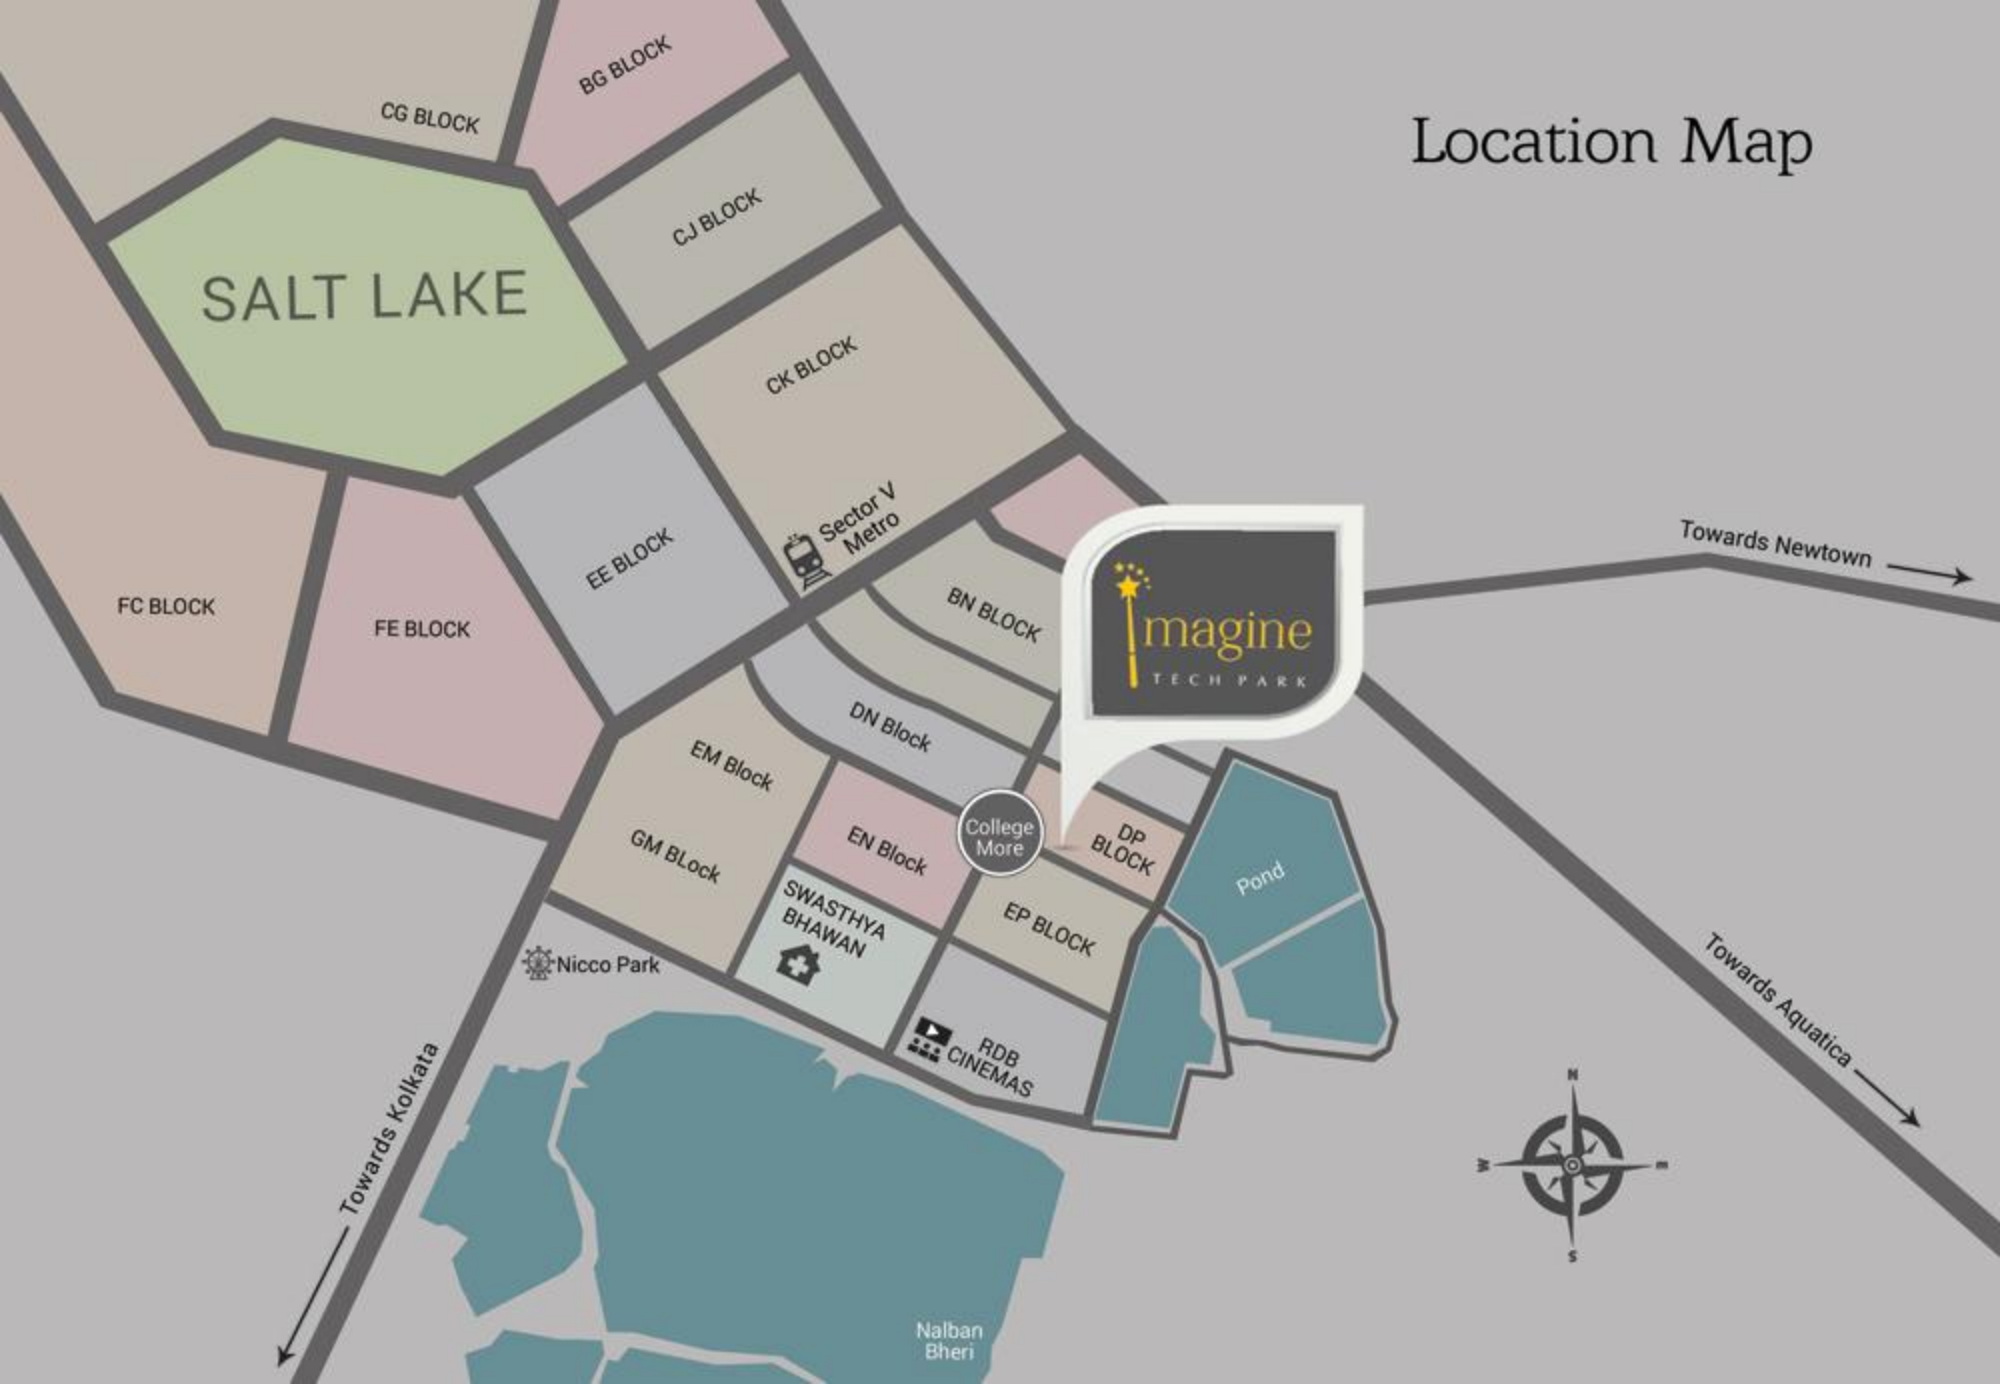 Location Map
BG BLOCK
CG BLOCK
CJ BLOCK
SALT LAKE
CK BLOCK
Sector V
Metro
EE BLOCK
Towards Newtown
FC BLOCK
FE BLOCK
BN BLOCK
magine
TECH PARK
DN Block
EM Block
College
More
DP
BLOCK
GM BLock
EN Block
Pond
SWASTHYA
BHAWAN
EP BLOCK
Nicco Park
RDB
CINEMAS
Towards Aquatica
Towards Kolkata
N
W
E
S
Nalban
Bheri